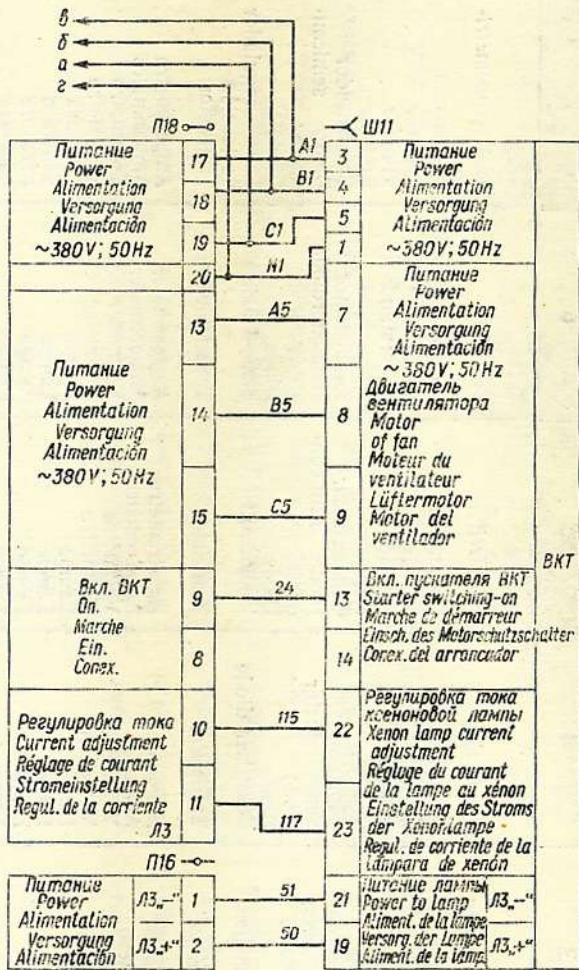 в
б
а
г
П18
Ш11
Питание
Power
Alimentation
Versorgung
Alimentación
~380V; 50Hz
17
18
19
20
A1
B1
C1
N1
3
4
5
1
Питание
Power
Alimentation
Versorgung
Alimentación
~380V; 50Hz
Питание
Power
Alimentation
Versorgung
Alimentación
~380V; 50Hz
13
14
15
A5
B5
C5
7
8
9
Питание
Power
Alimentation
Versorgung
Alimentación
~380V; 50Hz
Двигатель
вентилятора
Motor
of fan
Moteur du
ventilateur
Lüftermotor
Motor del
ventilador
ВКТ
Вкл. ВКТ
On.
Marche
Ein.
Conex.
9
8
24
13
14
Вкл. пускателя ВКТ
Starter switching-on
Marche de démarreur
Einsch. des Motorschutzschalter
Conex. del arrancador
Регулировка тока
Current adjustment
Réglage de courant
Stromeinstellung
Regul. de la corriente
Л3
10
11
115
117
22
23
Регулировка тока
ксеноновой лампы
Xenon lamp current
adjustment
Réglage du courant
de la lampe au xénon
Einstellung des Stroms
der Xenonlampe
Regul. de corriente de la
lámpara de xenón
П16
Питание
Power
Alimentation
Versorgung
Alimentación
Л3„–“
Л3„+“
1
2
51
50
21
19
Питание лампы
Power to lamp
Aliment. de la lampe
Versorg. der Lampe
Aliment. de la lamp.
Л3„–“
Л3„+“